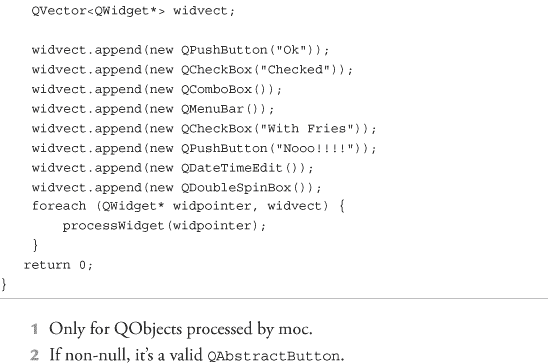 QVector<QWidget*> widvect;
widvect.append(new QPushButton("Ok"));
widvect.append(new QCheckBox("Checked"));
widvect.append(new QComboBox());
widvect.append(new QMenuBar());
widvect.append(new QCheckBox("With Fries"));
widvect.append(new QPushButton("Nooo!!!!"));
widvect.append(new QDateTimeEdit());
widvect.append(new QDoubleSpinBox());
foreach (QWidget* widpointer, widvect) {
processWidget(widpointer);
}
return 0;
}
1 Only for QObjects processed by moc.
2 If non-null, it's a valid QAbstractButton.